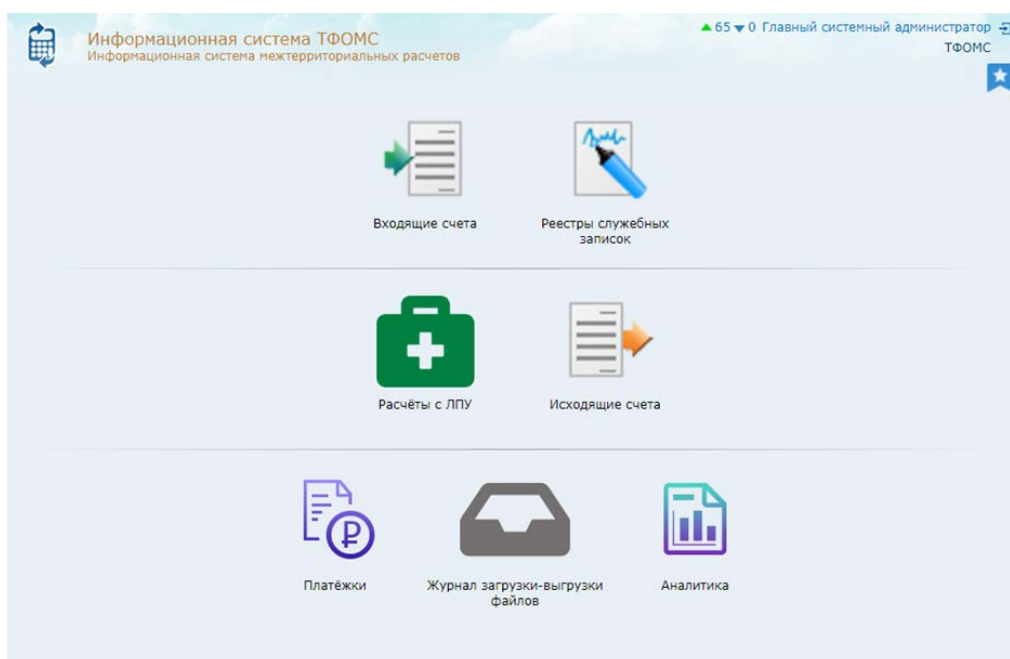 Информационная система ТФОМС
Информационная система межтерриториальных расчетов
65 0 Главный системный администратор
ТФОМС
Входящие счета
Реестры служебных
записок
Расчёты с ЛПУ
Исходящие счета
Платёжки
Журнал загрузки-выгрузки
файлов
Аналитика